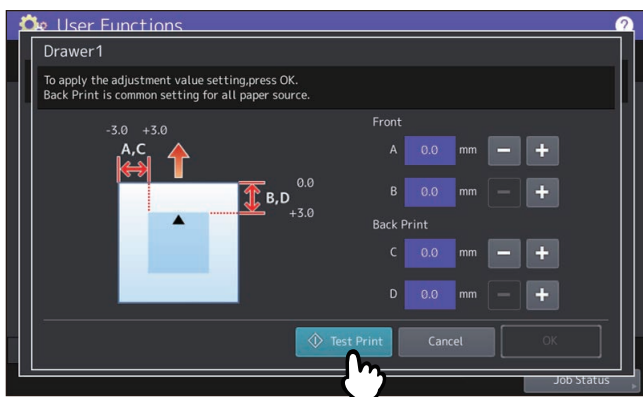 User Functions
?
Drawer1
To apply the adjustment value setting,press OK.
Back Print is common setting for all paper source.
-3.0 +3.0
A,C
0.0
B,D
+3.0
Front
A 0.0 mm − +
B 0.0 mm − +
Back Print
C 0.0 mm − +
D 0.0 mm − +
Test Print
Cancel
OK
Job Status